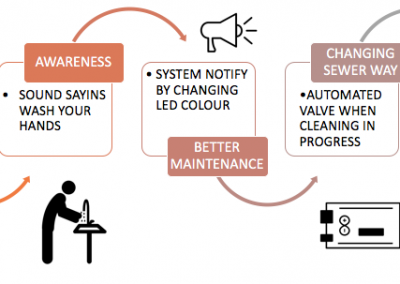 AWARENESS
• SOUND SAYINS
WASH YOUR
HANDS
• SYSTEM NOTIFY
BY CHANGING
LED COLOUR
BETTER
MAINTENANCE
CHANGING
SEWER WAY
•AUTOMATED
VALVE WHEN
CLEANING IN
PROGRESS